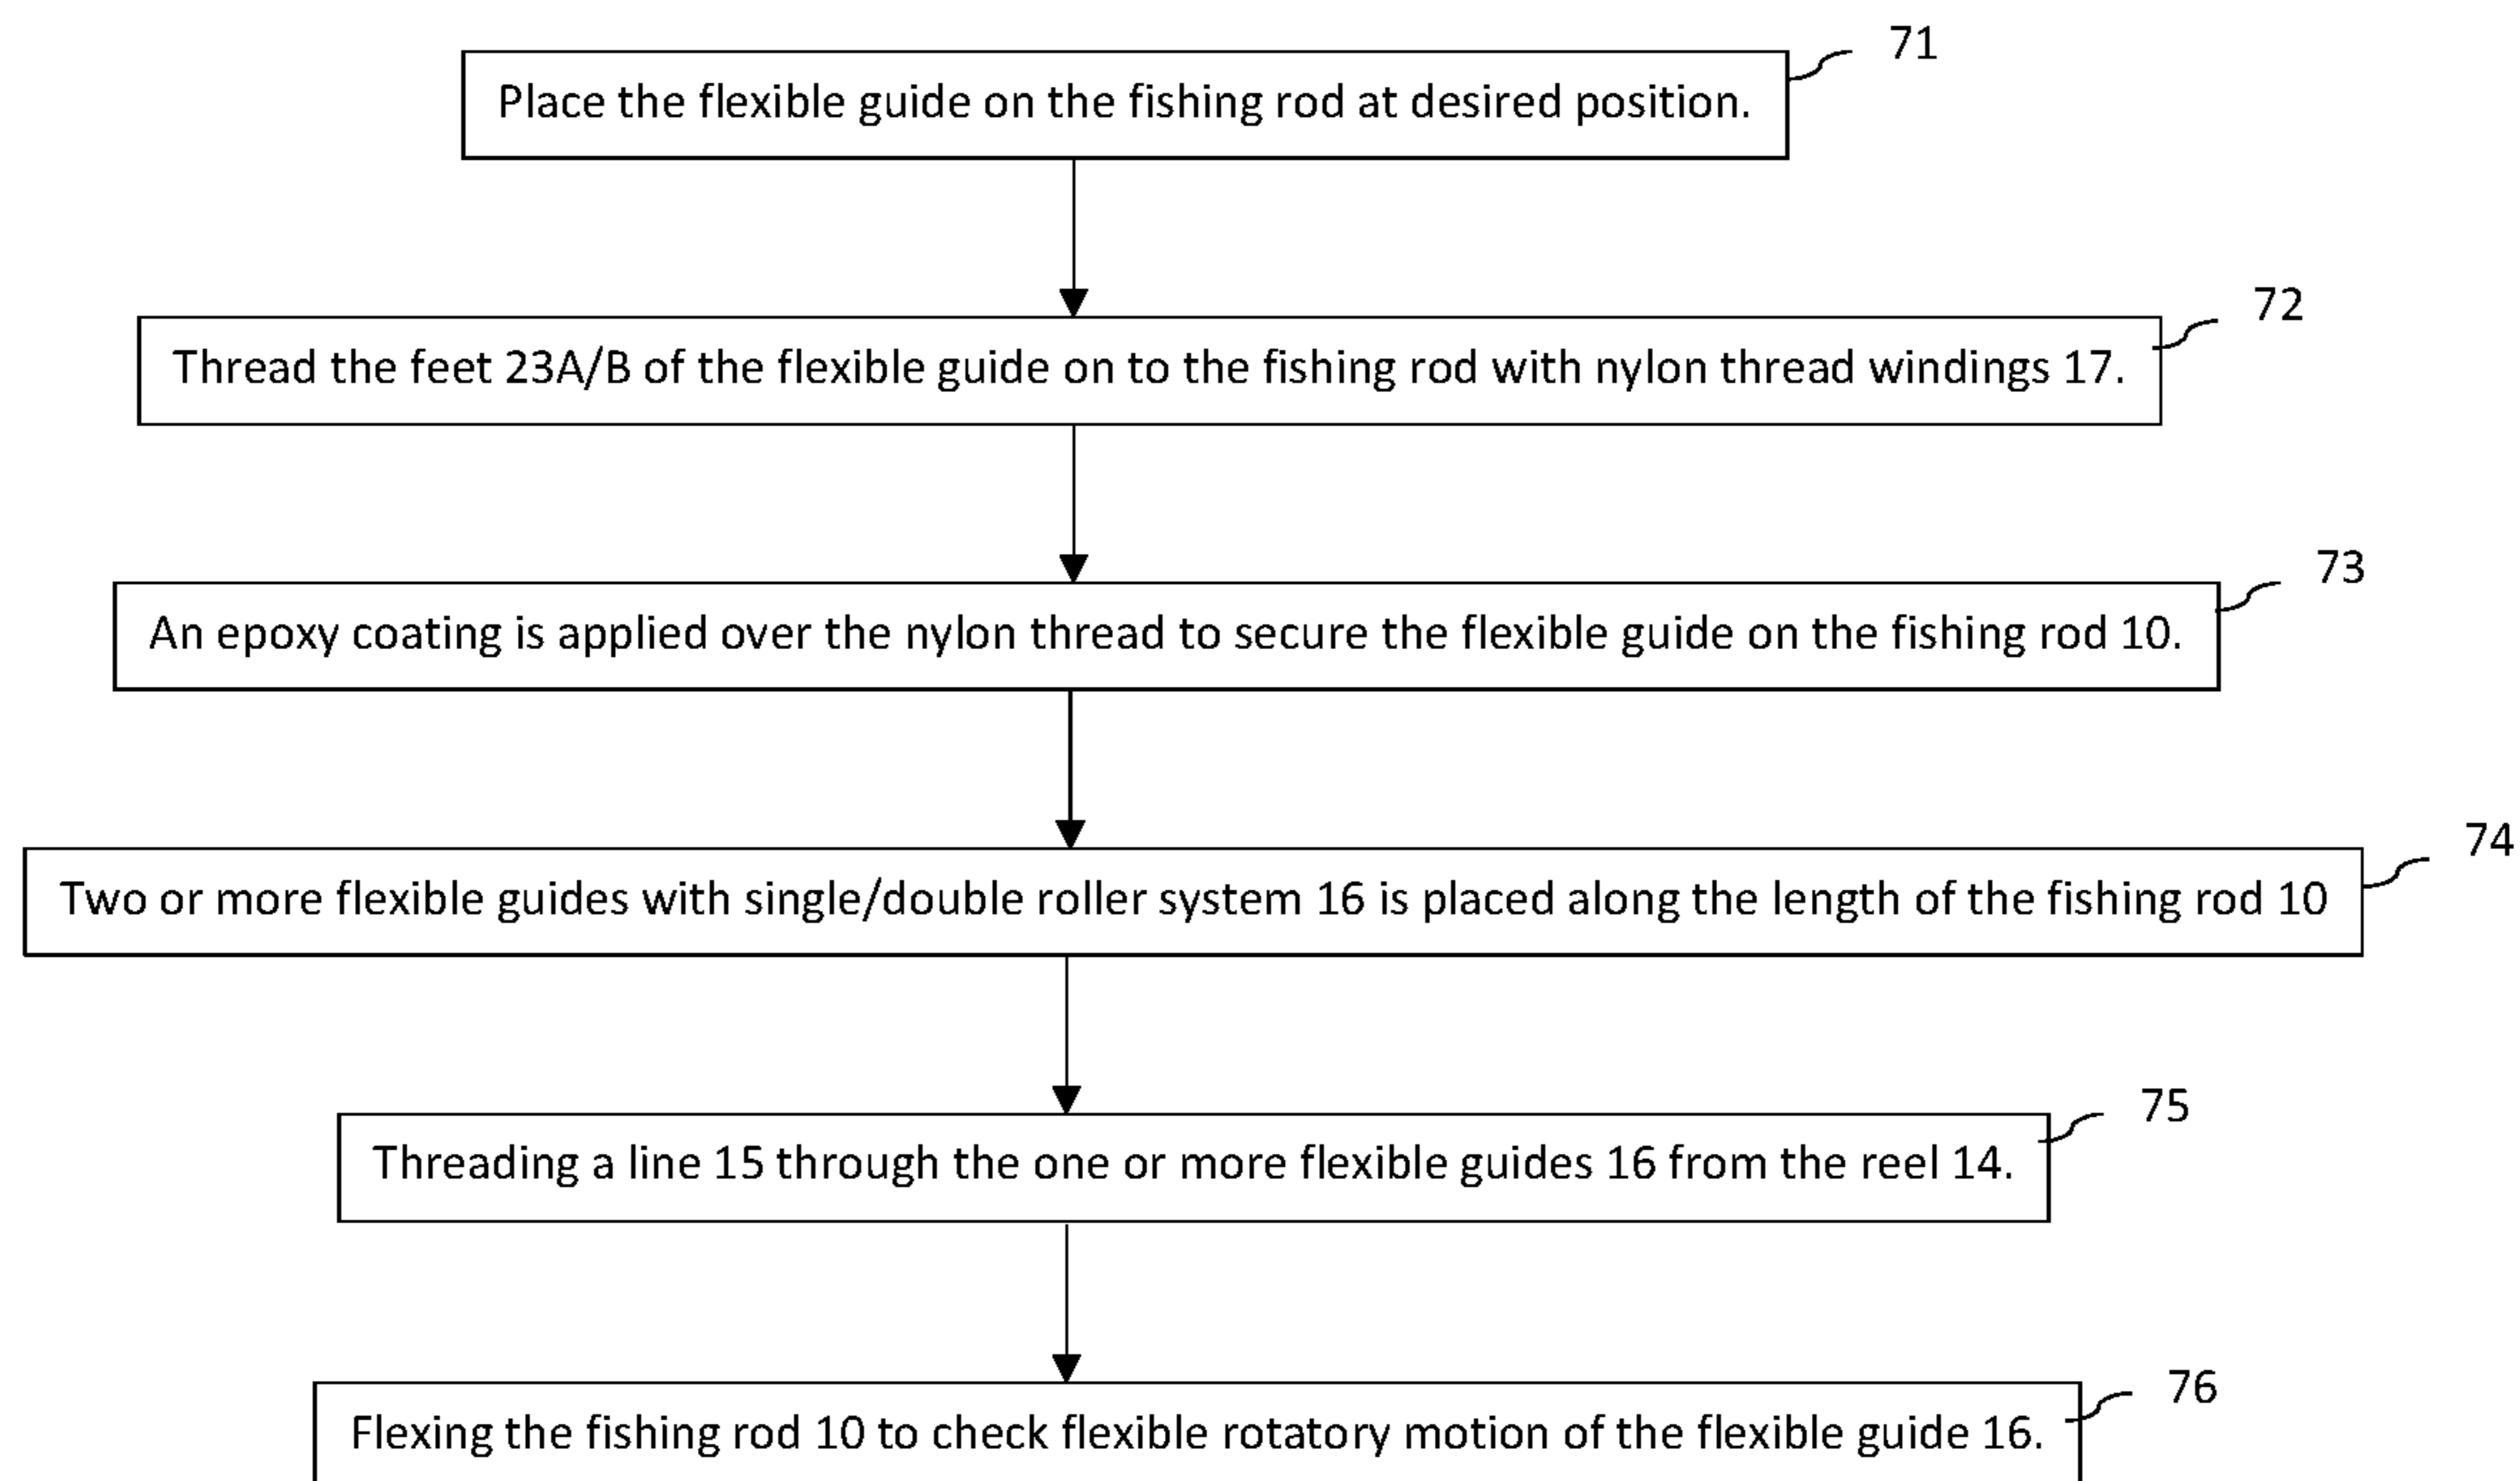 71
Place the flexible guide on the fishing rod at desired position.
72
Thread the feet 23A/B of the flexible guide on to the fishing rod with nylon thread windings 17.
73
An epoxy coating is applied over the nylon thread to secure the flexible guide on the fishing rod 10.
74
Two or more flexible guides with single/double roller system 16 is placed along the length of the fishing rod 10
75
Threading a line 15 through the one or more flexible guides 16 from the reel 14.
76
Flexing the fishing rod 10 to check flexible rotatory motion of the flexible guide 16.